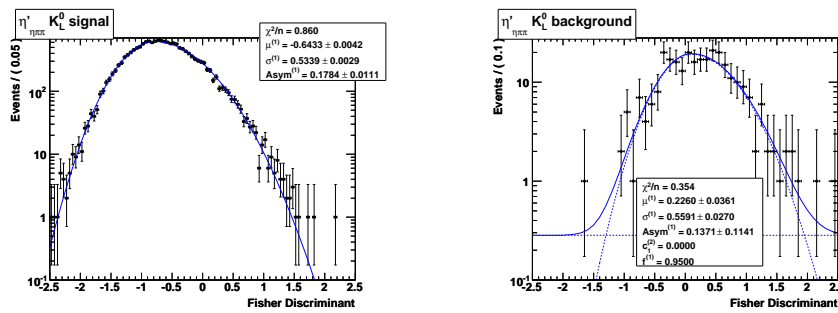 η'ηππ K⁰L signal
Events / ( 0.05 )
10²
10
1
10⁻¹
-2.5 -2 -1.5 -1 -0.5 0 0.5 1 1.5 2 2.5
Fisher Discriminant
χ²/n = 0.860
μ⁽¹⁾ = -0.6433 ± 0.0042
σ⁽¹⁾ = 0.5339 ± 0.0029
Asym⁽¹⁾ = 0.1784 ± 0.0111
η'ηππ K⁰L background
Events / ( 0.1 )
10
1
10⁻¹
-2.5 -2 -1.5 -1 -0.5 0 0.5 1 1.5 2 2.5
Fisher Discriminant
χ²/n = 0.354
μ⁽¹⁾ = 0.2260 ± 0.0361
σ⁽¹⁾ = 0.5591 ± 0.0270
Asym⁽¹⁾ = 0.1371 ± 0.1141
c₁⁽²⁾ = 0.0000
f⁽¹⁾ = 0.9500